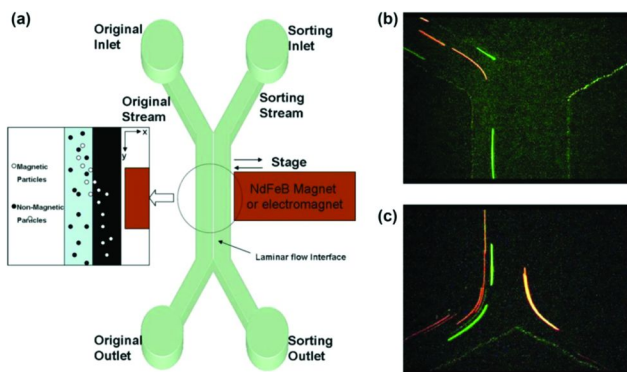 (a)
Original
Inlet
Sorting
Inlet
Original
Stream
Sorting
Stream
x
y
Stage
Magnetic
Particles
Non-Magnetic
Particles
NdFeB Magnet
or electromagnet
Laminar flow Interface
Original
Outlet
Sorting
Outlet
(b)
(c)